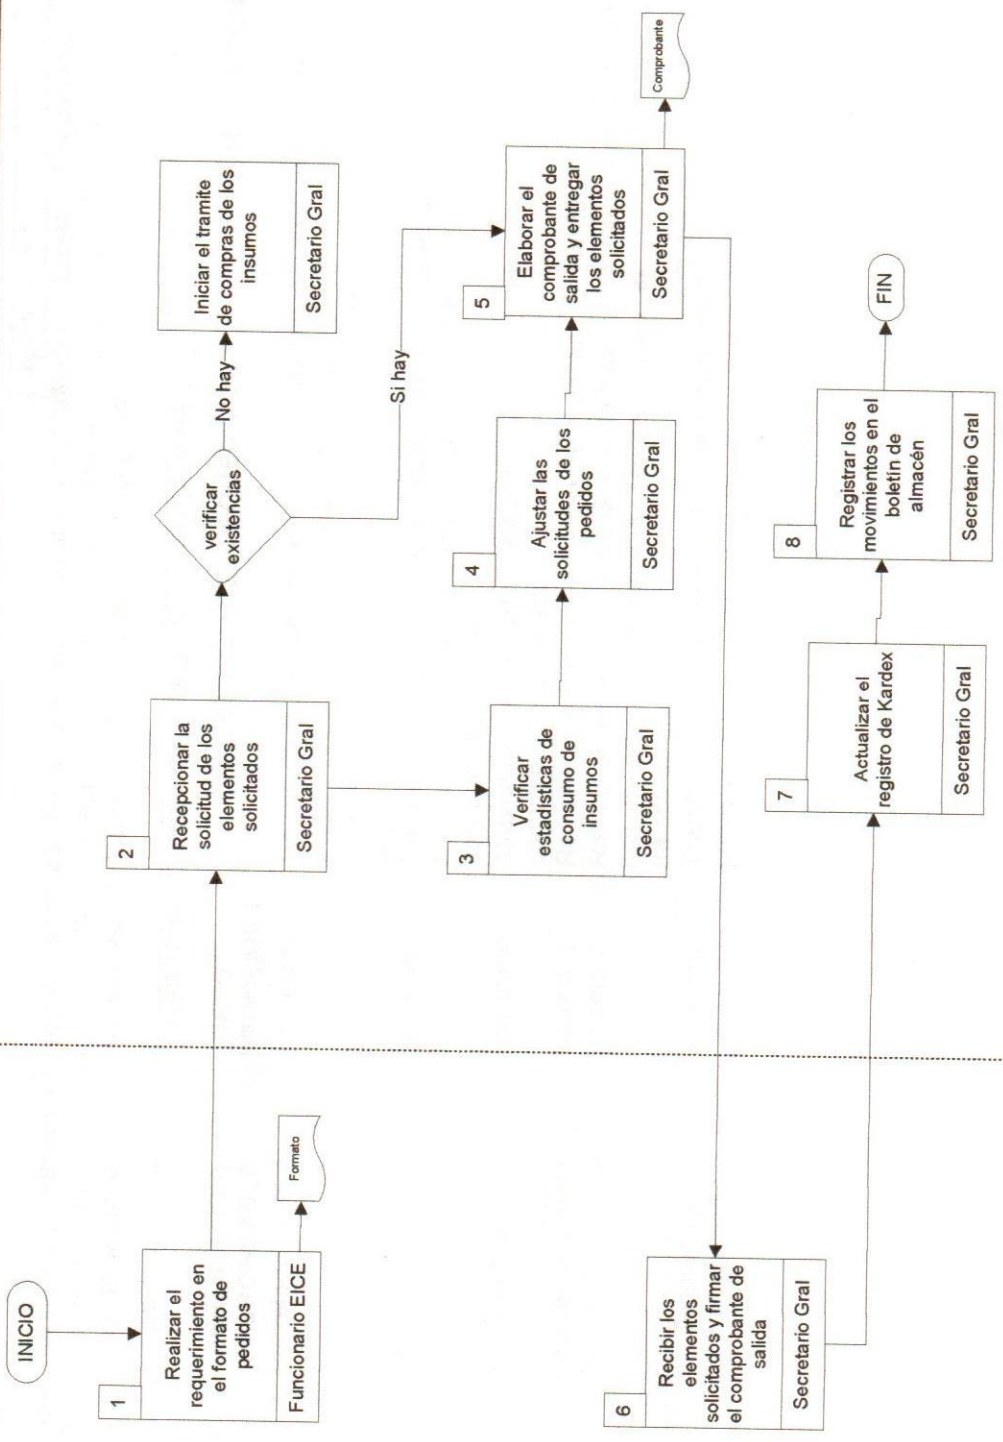 INICIO
1
Realizar el
requerimiento en
el formato de
pedidos
Funcionario EICE
Formato
2
Recepcionar la
solicitud de los
elementos
solicitados
Secretario Gral
verificar
existencias
No hay
Iniciar el tramite
de compras de los
insumos
Secretario Gral
Si hay
3
Verificar
estadísticas de
consumo de
insumos
Secretario Gral
4
Ajustar las
solicitudes de los
pedidos
Secretario Gral
5
Elaborar el
comprobante de
salida y entregar
los elementos
solicitados
Secretario Gral
Comprobante
6
Recibir los
elementos
solicitados y firmar
el comprobante de
salida
Secretario Gral
7
Actualizar el
registro de Kardex
Secretario Gral
8
Registrar los
movimientos en el
boletín de
almacén
Secretario Gral
FIN